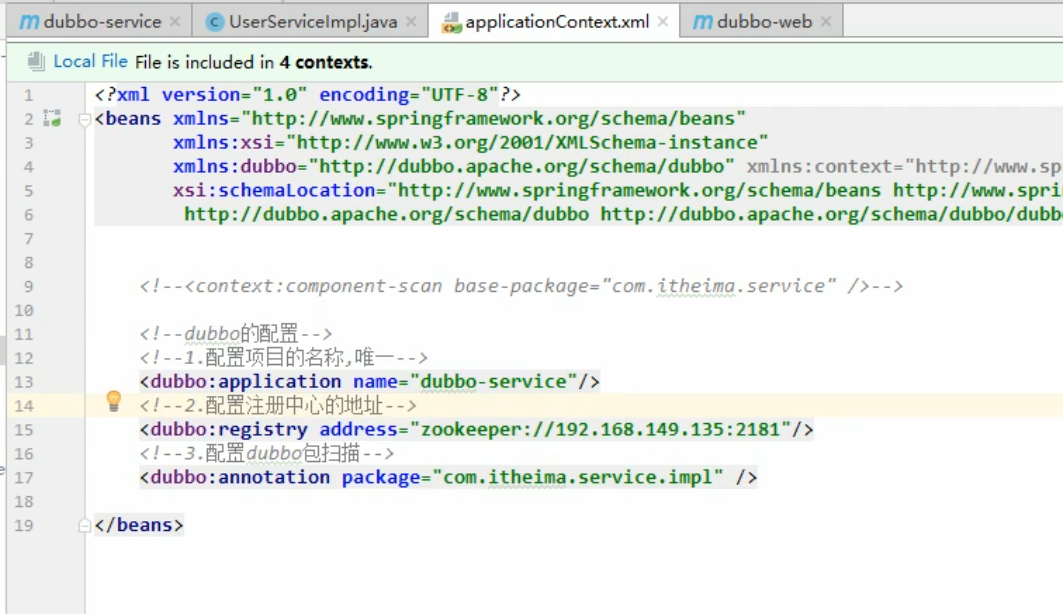 dubbo-service
UserServiceImpl.java
applicationContext.xml
dubbo-web
Local File File is included in 4 contexts.
1 <?xml version="1.0" encoding="UTF-8"?>
2 <beans xmlns="http://www.springframework.org/schema/beans"
3 xmlns:xsi="http://www.w3.org/2001/XMLSchema-instance"
4 xmlns:dubbo="http://dubbo.apache.org/schema/dubbo" xmlns:context="http://www.sp
5 xsi:schemaLocation="http://www.springframework.org/schema/beans http://www.spri
6 http://dubbo.apache.org/schema/dubbo http://dubbo.apache.org/schema/dubbo/dubb
7
8
9 <!--<context:component-scan base-package="com.itheima.service" />-->
10
11 <!--dubbo的配置-->
12 <!--1.配置项目的名称,唯一-->
13 <dubbo:application name="dubbo-service"/>
14 <!--2.配置注册中心的地址-->
15 <dubbo:registry address="zookeeper://192.168.149.135:2181"/>
16 <!--3.配置dubbo包扫描-->
17 <dubbo:annotation package="com.itheima.service.impl" />
18
19 </beans>